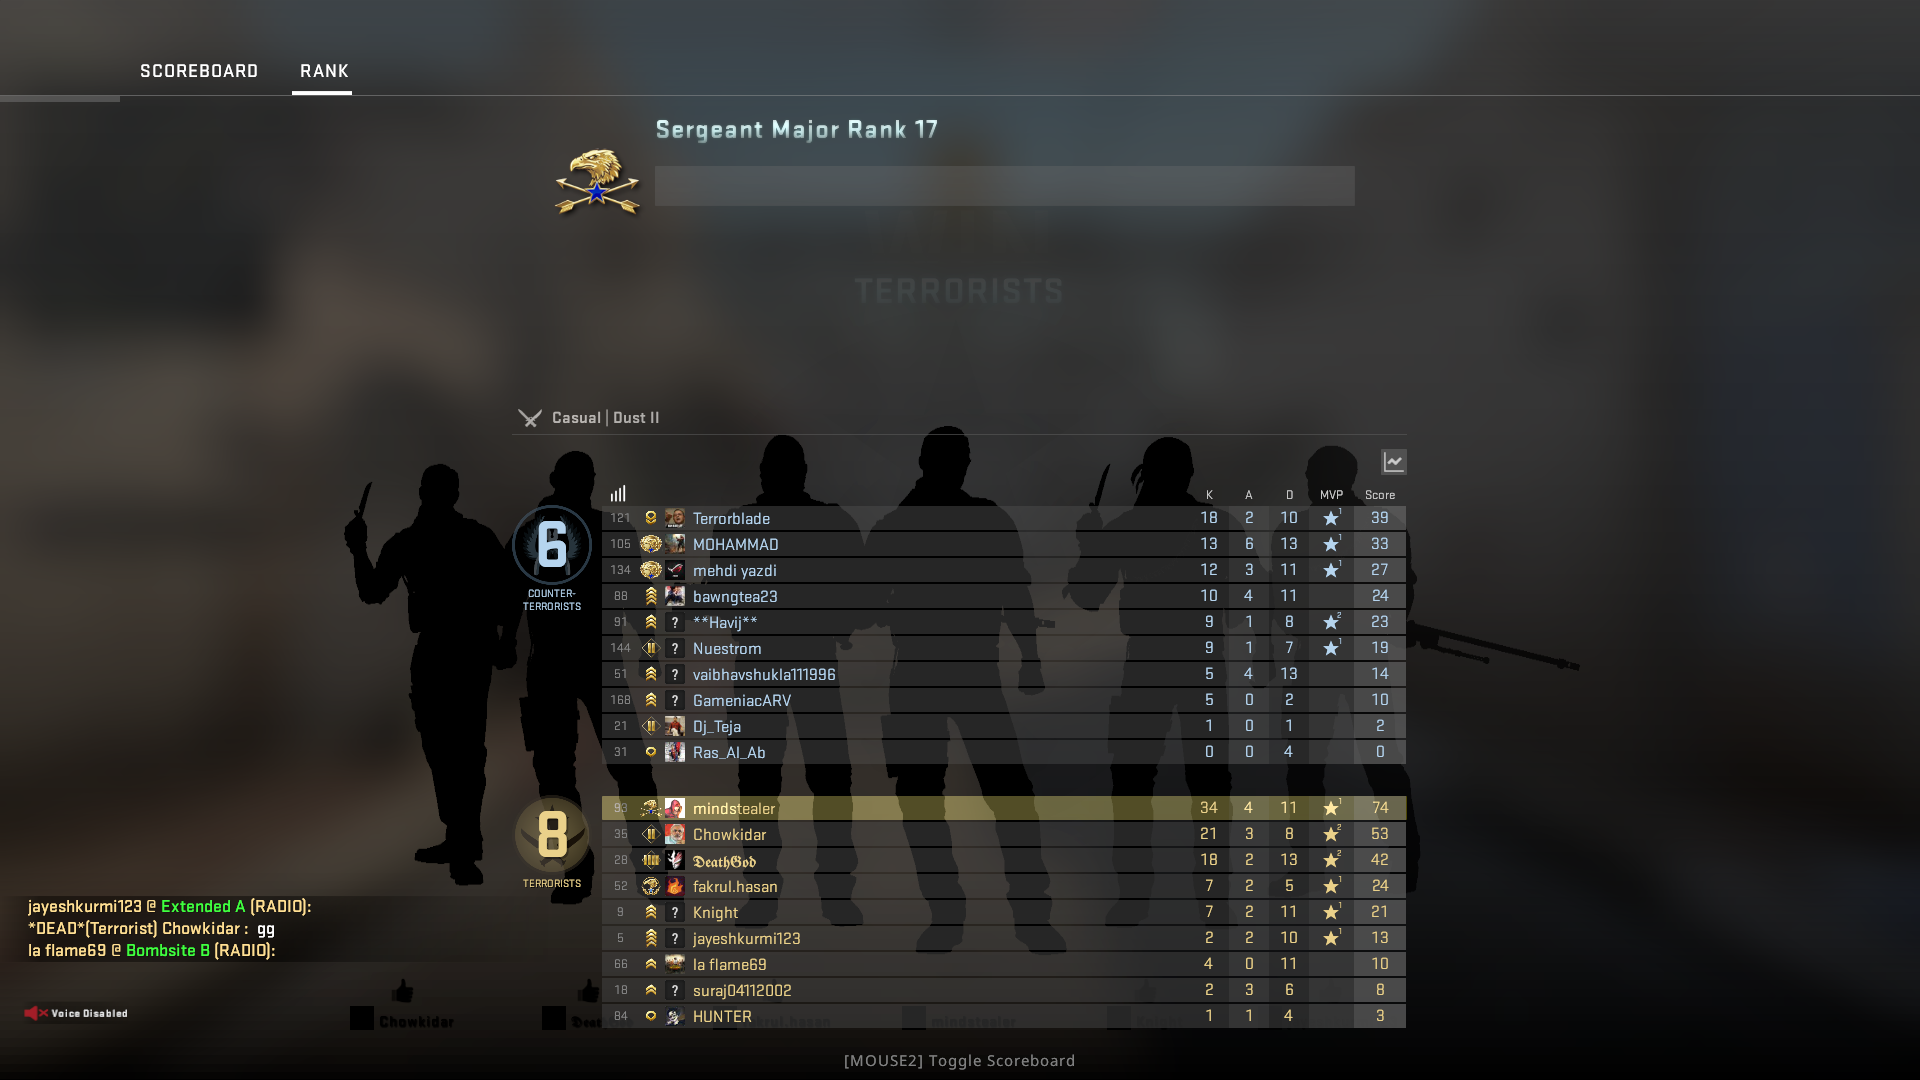 SCOREBOARD RANK
Sergeant Major Rank 17
TERRORISTS
Casual | Dust II
K A D MVP Score
6
COUNTER-
TERRORISTS
121 Terrorblade 18 2 10 ★1 39
105 MOHAMMAD 13 6 13 ★1 33
134 mehdi yazdi 12 3 11 ★1 27
88 bawngtea23 10 4 11 24
91 ? **Havij** 9 1 8 ★2 23
144 ? Nuestrom 9 1 7 ★1 19
51 ? vaibhavshukla111996 5 4 13 14
168 ? GameniacARV 5 0 2 10
21 Dj_Teja 1 0 1 2
31 Ras_Al_Ab 0 0 4 0
8
TERRORISTS
93 mindstealer 34 4 11 ★1 74
35 Chowkidar 21 3 8 ★2 53
28 𝕯𝖊𝖆𝖙𝖍𝕲𝖔𝖉 18 2 13 ★2 42
52 fakrul.hasan 7 2 5 ★1 24
9 ? Knight 7 2 11 ★1 21
5 ? jayeshkurmi123 2 2 10 ★1 13
66 la flame69 4 0 11 10
18 ? suraj04112002 2 3 6 8
84 HUNTER 1 1 4 3
jayeshkurmi123 @ Extended A (RADIO):
*DEAD*(Terrorist) Chowkidar : gg
la flame69 @ Bombsite B (RADIO):
Voice Disabled
Chowkidar mindstealer
[MOUSE2] Toggle Scoreboard